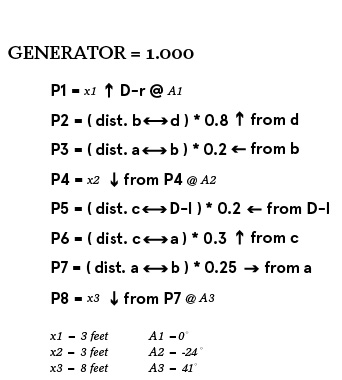 GENERATOR = 1.000
P1 = x1 ↑ D-r @ A1
P2 = ( dist. b⟷d ) * 0.8 ↑ from d
P3 = ( dist. a⟷b ) * 0.2 ← from b
P4 = x2 ↓ from P4 @ A2
P5 = ( dist. c⟷D-l ) * 0.2 ← from D-l
P6 = ( dist. c⟷a ) * 0.3 ↑ from c
P7 = ( dist. a⟷b ) * 0.25 → from a
P8 = x3 ↓ from P7 @ A3
x1 - 3 feet A1 -0°
x2 - 3 feet A2 - -24°
x3 - 8 feet A3 - 41°